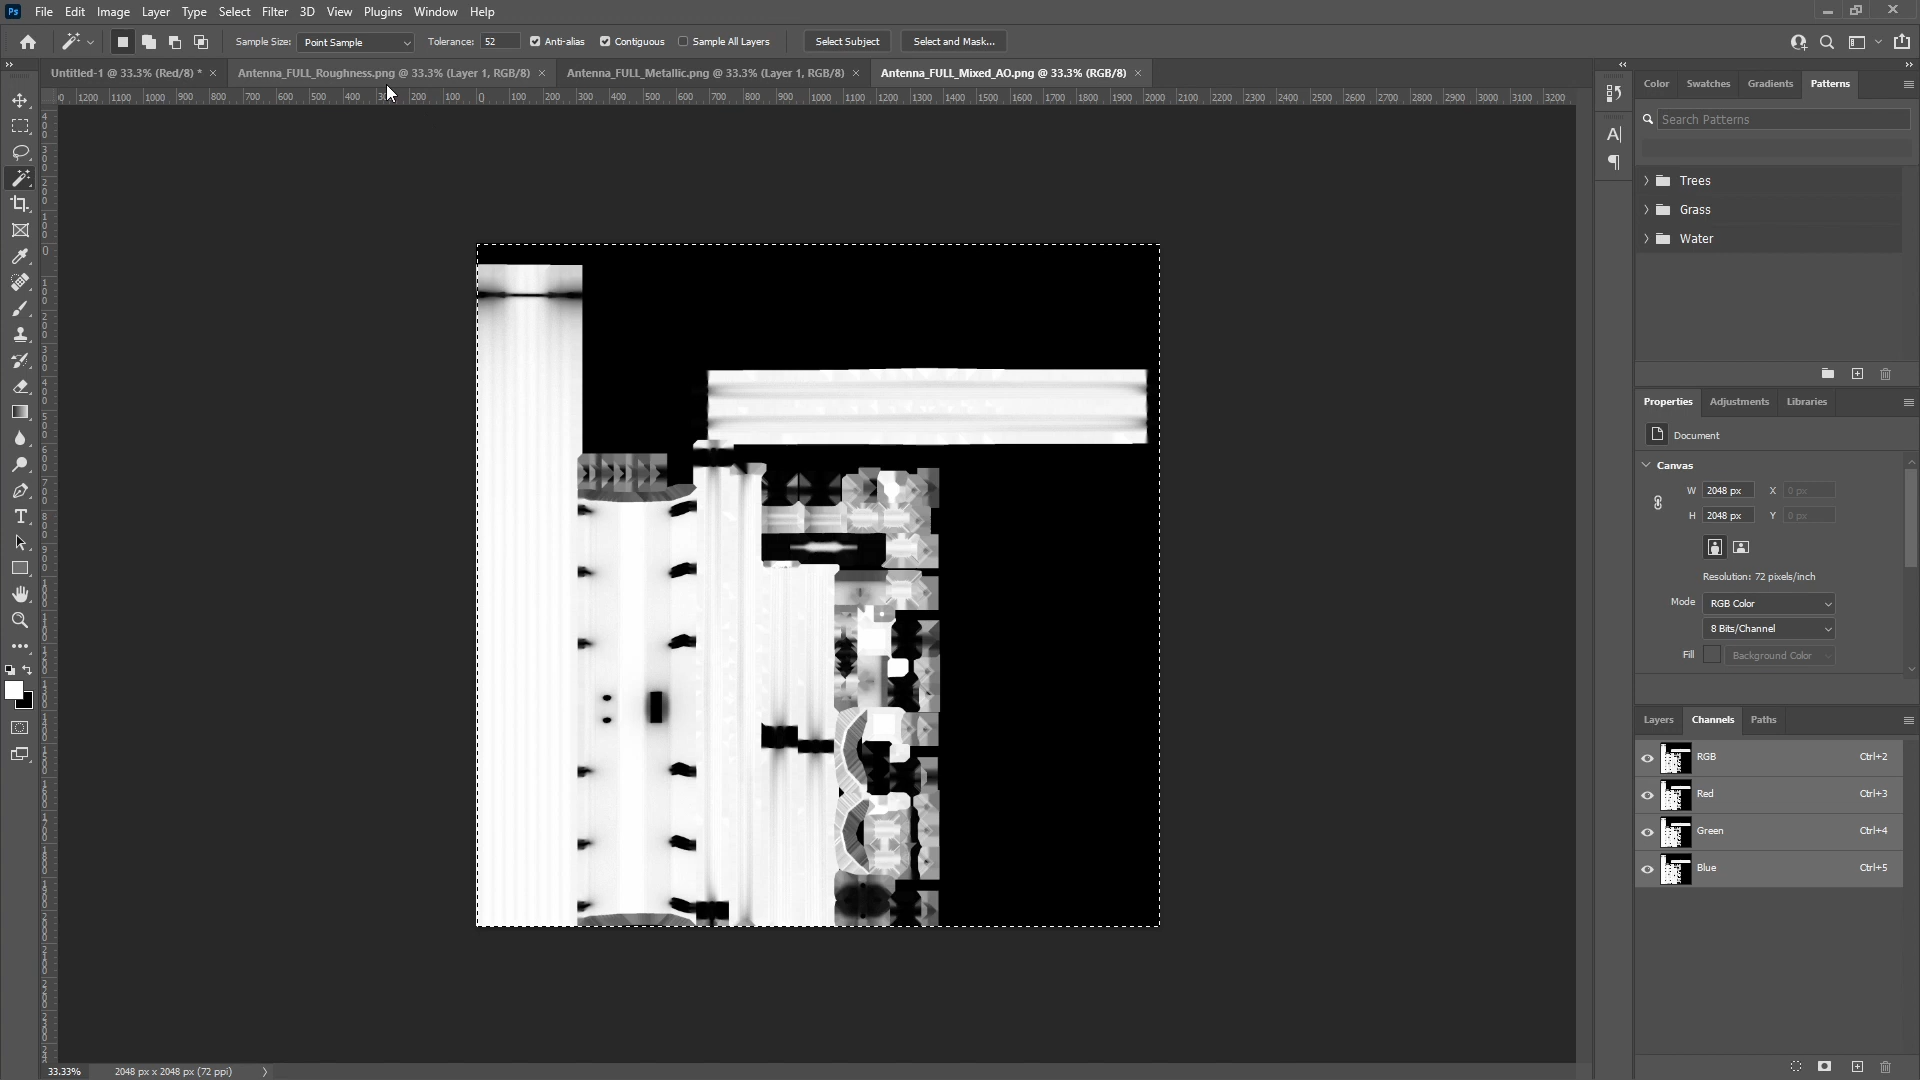 Ps File Edit Image Layer Type Select Filter 3D View Plugins Window Help
Sample Size: Point Sample Tolerance: 52 Anti-alias Contiguous Sample All Layers Select Subject Select and Mask...
Untitled-1 @ 33.3% (Red/8) * × Antenna_FULL_Roughness.png @ 33.3% (Layer 1, RGB/8) × Antenna_FULL_Metallic.png @ 33.3% (Layer 1, RGB/8) × Antenna_FULL_Mixed_AO.png @ 33.3% (RGB/8) ×
1200 1100 1000 900 800 700 600 500 400 200 100 0 100 200 300 400 500 600 700 800 900 1000 1100 1200 1300 1400 1500 1600 1700 1800 1900 2000 2100 2200 2300 2400 2500 2600 2700 2800 2900 3000 3100 3200
Color Swatches Gradients Patterns
Search Patterns
Trees
Grass
Water
Properties Adjustments Libraries
Document
Canvas
W 2048 px X 0 px
H 2048 px Y 0 px
Resolution: 72 pixels/inch
Mode RGB Color
8 Bits/Channel
Fill Background Color
Layers Channels Paths
RGB Ctrl+2
Red Ctrl+3
Green Ctrl+4
Blue Ctrl+5
33.33% 2048 px x 2048 px (72 ppi)